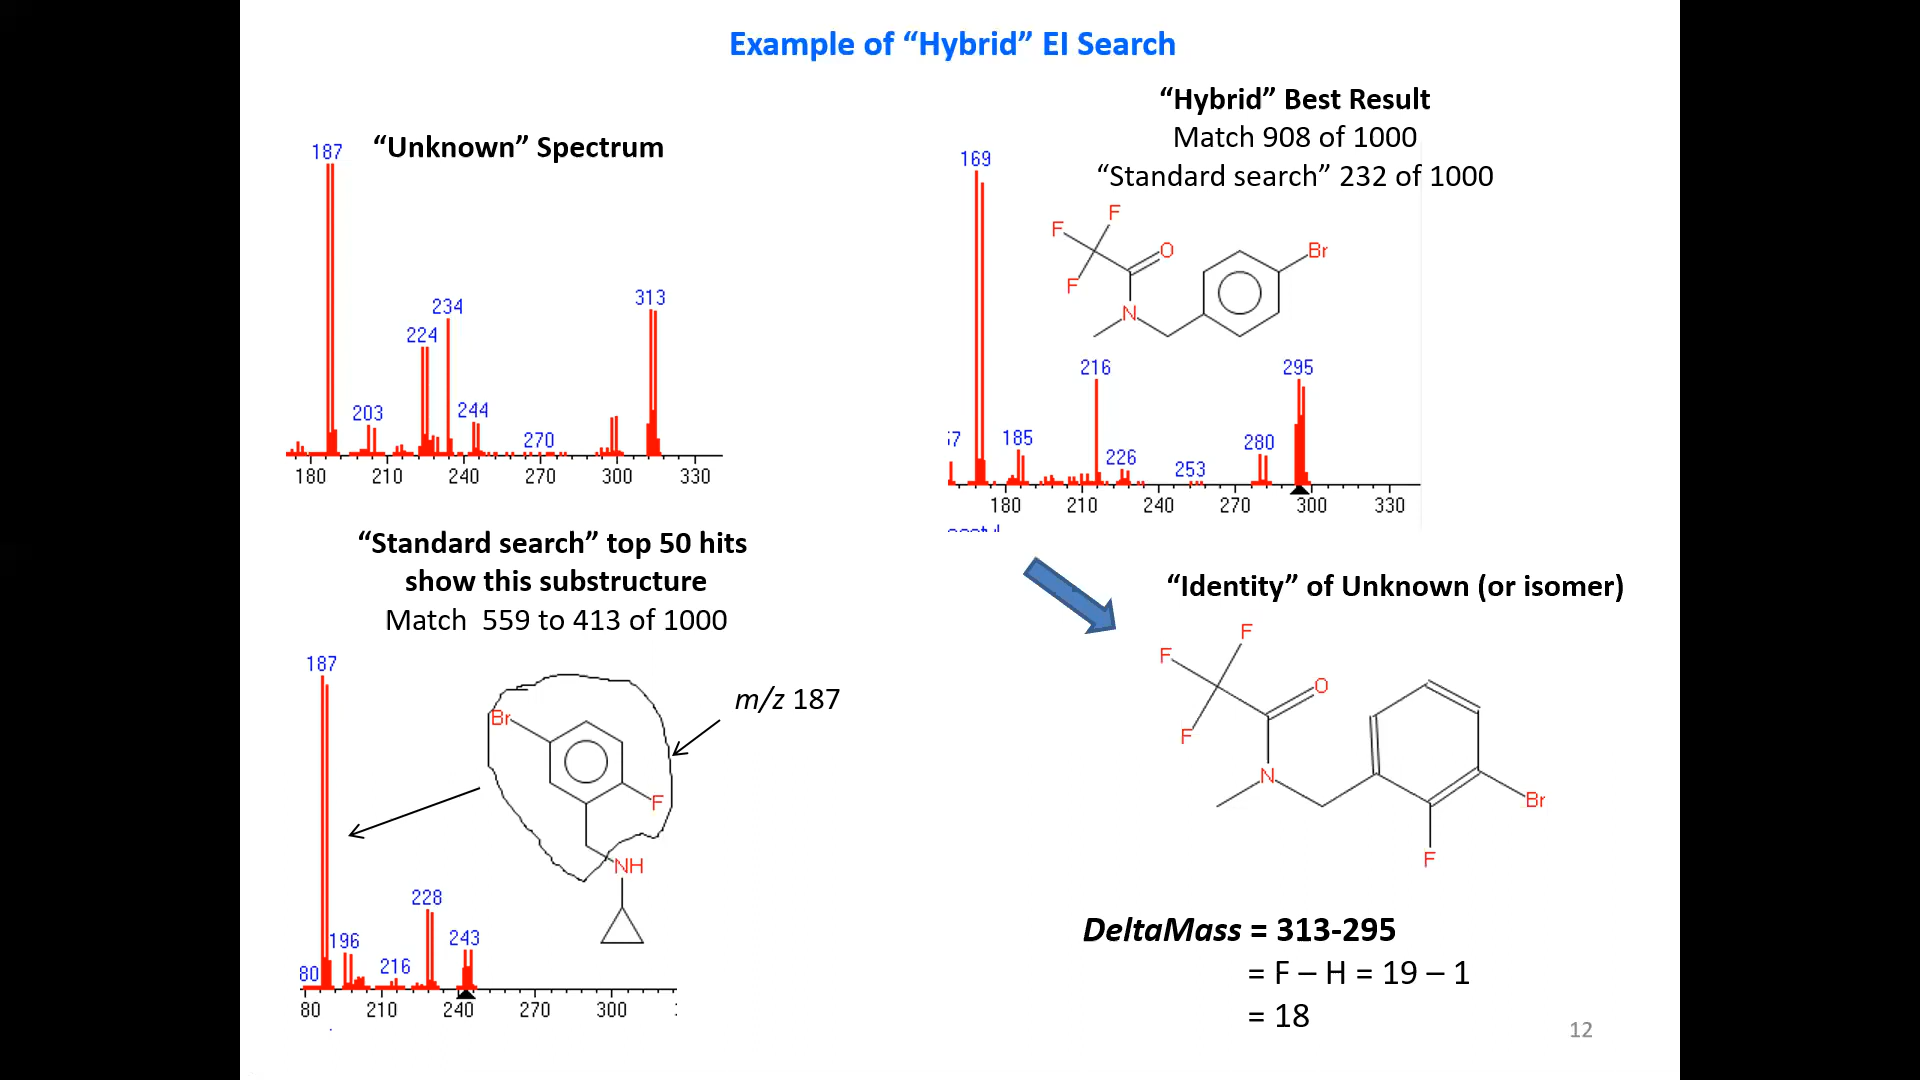 Example of “Hybrid” EI Search
“Unknown” Spectrum
187
234
224
313
203
244
270
180 210 240 270 300 330
“Hybrid” Best Result
Match 908 of 1000
“Standard search” 232 of 1000
169
F
F
F
O
N
Br
216
295
185
226
253
280
180 210 240 270 300 330
“Standard search” top 50 hits
show this substructure
Match 559 to 413 of 1000
187
m/z 187
Br
F
NH
228
196
243
80
216
80 210 240 270 300
“Identity” of Unknown (or isomer)
F
F
F
O
N
Br
F
DeltaMass = 313-295
= F – H = 19 – 1
= 18
12